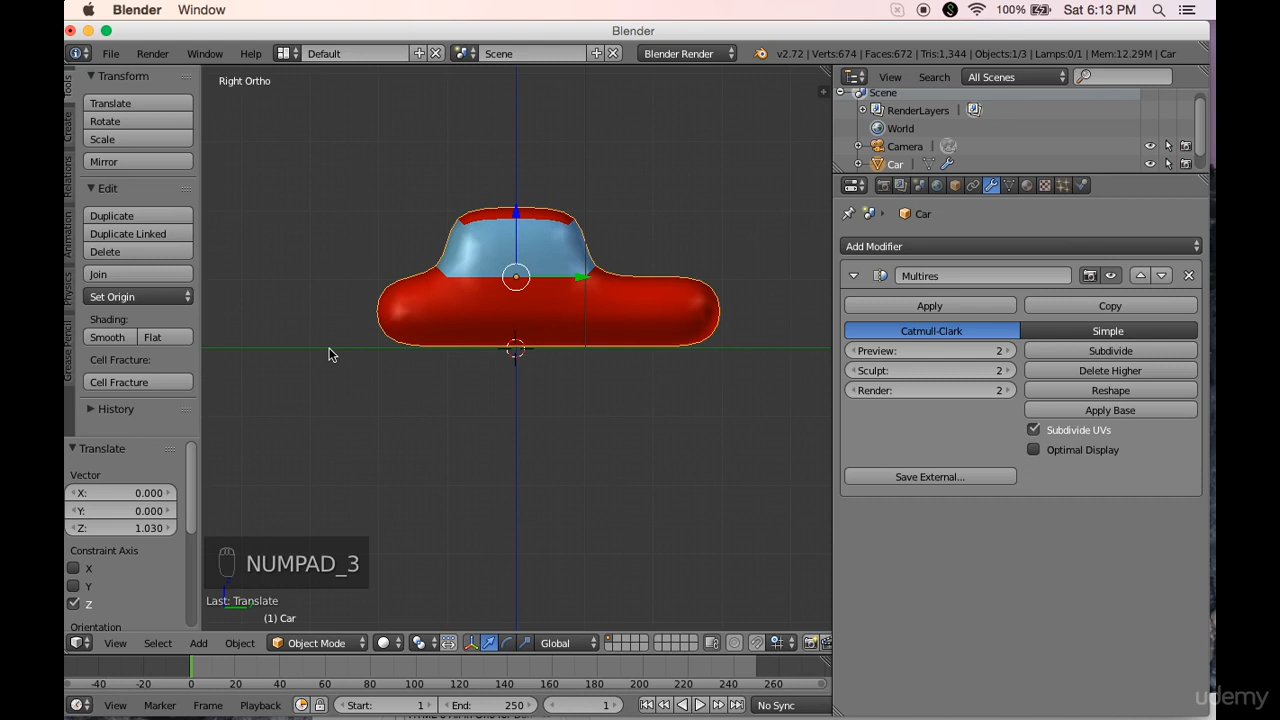 Blender Window 100% Sat 6:13 PM
Blender
File Render Window Help Default Scene Blender Render v2.72 | Verts:674 | Faces:672 | Tris:1,344 | Objects:1/3 | Lamps:0/1 | Mem:12.29M | Car
Transform
Translate
Rotate
Scale
Mirror
Edit
Duplicate
Duplicate Linked
Delete
Join
Set Origin
Shading:
Smooth Flat
Cell Fracture:
Cell Fracture
History
Tools
Create
Relations
Animation
Physics
Grease Pencil
Translate
Vector
X: 0.000
Y: 0.000
Z: 1.030
Constraint Axis
X
Y
Z
Orientation
Right Ortho
NUMPAD_3
Last: Translate
(1) Car
View Select Add Object Object Mode Global
-40 -20 0 20 40 60 80 100 120 140 160 180 200 220 240 260
View Marker Frame Playback Start: 1 End: 250 1 No Sync
View Search All Scenes
Scene
RenderLayers
World
Camera
Car
Car
Add Modifier
Multires
Apply Copy
Catmull-Clark Simple
Preview: 2 Subdivide
Sculpt: 2 Delete Higher
Render: 2 Reshape
Apply Base
Subdivide UVs
Optimal Display
Save External...
udemy